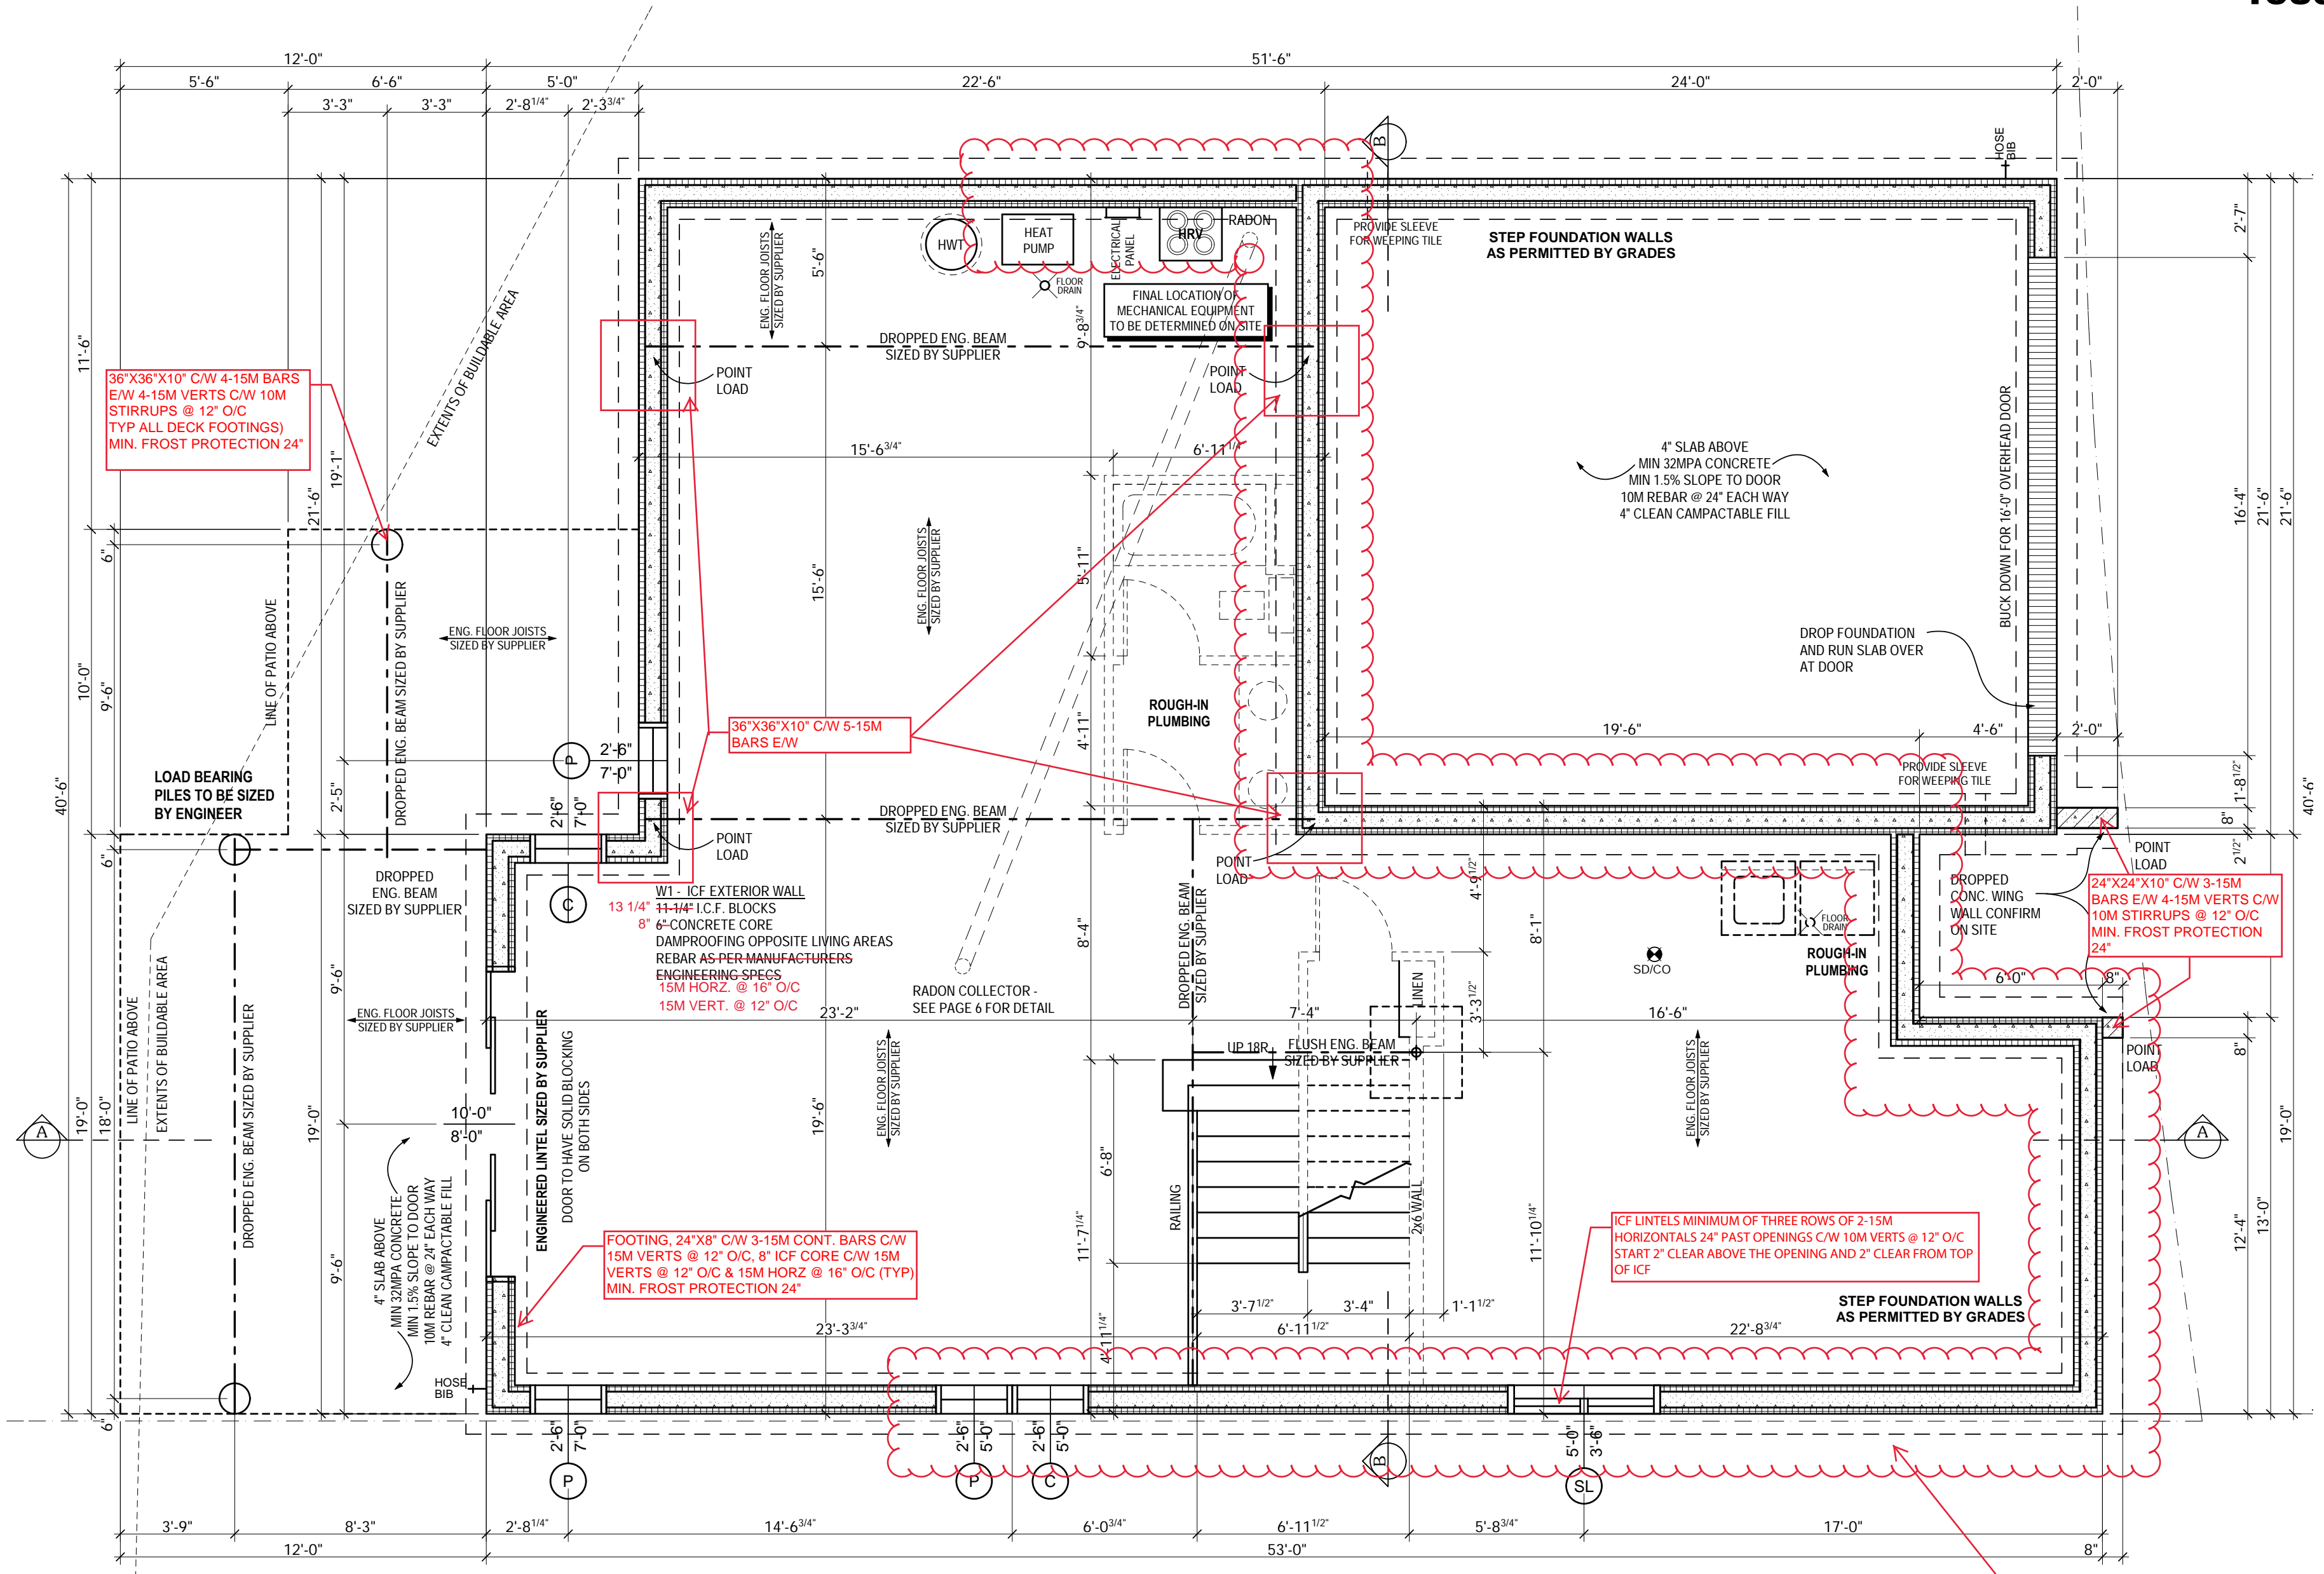 12'-0"
51'-6"
5'-6"
6'-6"
5'-0"
22'-6"
24'-0"
2'-0"
3'-3"
3'-3"
2'-8 1/4"
2'-3 3/4"
B
HOSE
BIB
HWT
HEAT
PUMP
ELECTRICAL
PANEL
HRV
RADON
FLOOR
DRAIN
PROVIDE SLEEVE
FOR WEEPING TILE
STEP FOUNDATION WALLS
AS PERMITTED BY GRADES
ENG. FLOOR JOISTS
SIZED BY SUPPLIER
5'-6"
9'-8 3/4"
FINAL LOCATION OF
MECHANICAL EQUIPMENT
TO BE DETERMINED ON SITE
2'-7"
EXTENTS OF BUILDABLE AREA
11'-6"
DROPPED ENG. BEAM
SIZED BY SUPPLIER
POINT
LOAD
POINT
LOAD
36"X36"X10" C/W 4-15M BARS
E/W 4-15M VERTS C/W 10M
STIRRUPS @ 12" O/C
TYP ALL DECK FOOTINGS)
MIN. FROST PROTECTION 24"
19'-1"
21'-6"
15'-6 3/4"
6'-11 1/4"
4" SLAB ABOVE
MIN 32MPA CONCRETE
MIN 1.5% SLOPE TO DOOR
10M REBAR @ 24" EACH WAY
4" CLEAN CAMPACTABLE FILL
BUCK DOWN FOR 16'-0" OVERHEAD DOOR
16'-4"
21'-6"
21'-6"
6"
ENG. FLOOR JOISTS
SIZED BY SUPPLIER
15'-6"
5'-11"
LINE OF PATIO ABOVE
DROPPED ENG. BEAM SIZED BY SUPPLIER
ENG. FLOOR JOISTS
SIZED BY SUPPLIER
DROP FOUNDATION
AND RUN SLAB OVER
AT DOOR
10'-0"
9'-6"
ROUGH-IN
PLUMBING
4'-11"
36"X36"X10" C/W 5-15M
BARS E/W
19'-6"
4'-6"
2'-0"
P
2'-6"
7'-0"
LOAD BEARING
PILES TO BE SIZED
BY ENGINEER
40'-6"
2'-5"
2'-6"
7'-0"
PROVIDE SLEEVE
FOR WEEPING TILE
1'-8 1/2"
40'-6"
8"
2 1/2"
DROPPED ENG. BEAM
SIZED BY SUPPLIER
POINT
LOAD
POINT
LOAD
POINT
LOAD
6"
DROPPED
ENG. BEAM
SIZED BY SUPPLIER
C
W1 - ICF EXTERIOR WALL
13 1/4" 11-1/4" I.C.F. BLOCKS
8" 6" CONCRETE CORE
DAMPROOFING OPPOSITE LIVING AREAS
REBAR AS PER MANUFACTURERS
ENGINEERING SPECS
15M HORZ. @ 16" O/C
15M VERT. @ 12" O/C
DROPPED ENG. BEAM
SIZED BY SUPPLIER
4'-9 1/2"
8'-1"
8'-4"
FLOOR
DRAIN
ROUGH-IN
PLUMBING
SD/CO
DROPPED
CONC. WING
WALL CONFIRM
ON SITE
24"X24"X10" C/W 3-15M
BARS E/W 4-15M VERTS C/W
10M STIRRUPS @ 12" O/C
MIN. FROST PROTECTION
24"
RADON COLLECTOR -
SEE PAGE 6 FOR DETAIL
LINEN
3'-3 1/2"
6'-0"
8"
9'-6"
LINE OF PATIO ABOVE
EXTENTS OF BUILDABLE AREA
DROPPED ENG. BEAM SIZED BY SUPPLIER
ENG. FLOOR JOISTS
SIZED BY SUPPLIER
23'-2"
7'-4"
16'-6"
UP 18R
FLUSH ENG. BEAM
SIZED BY SUPPLIER
POINT
LOAD
8"
ENG. FLOOR JOISTS
SIZED BY SUPPLIER
ENG. FLOOR JOISTS
SIZED BY SUPPLIER
ENGINEERED LINTEL SIZED BY SUPPLIER
DOOR TO HAVE SOLID BLOCKING
ON BOTH SIDES
A
19'-0"
18'-0"
19'-0"
10'-0"
8'-0"
19'-6"
6'-8"
A
19'-0"
RAILING
2x6 WALL
4" SLAB ABOVE
MIN 32MPA CONCRETE
MIN 1.5% SLOPE TO DOOR
10M REBAR @ 24" EACH WAY
4" CLEAN CAMPACTABLE FILL
9'-6"
11'-7 1/4"
11'-10 1/4"
12'-4"
13'-0"
FOOTING, 24"X8" C/W 3-15M CONT. BARS C/W
15M VERTS @ 12" O/C, 8" ICF CORE C/W 15M
VERTS @ 12" O/C & 15M HORZ @ 16" O/C (TYP)
MIN. FROST PROTECTION 24"
ICF LINTELS MINIMUM OF THREE ROWS OF 2-15M
HORIZONTALS 24" PAST OPENINGS C/W 10M VERTS @ 12" O/C
START 2" CLEAR ABOVE THE OPENING AND 2" CLEAR FROM TOP
OF ICF
STEP FOUNDATION WALLS
AS PERMITTED BY GRADES
3'-7 1/2"
3'-4"
1'-1 1/2"
23'-3 3/4"
6'-11 1/2"
22'-8 3/4"
4'-11 1/4"
HOSE
BIB
6"
2'-6"
7'-0"
2'-6"
5'-0"
2'-6"
5'-0"
5'-0"
3'-6"
P
P
C
B
SL
3'-9"
8'-3"
2'-8 1/4"
14'-6 3/4"
6'-0 3/4"
6'-11 1/2"
5'-8 3/4"
17'-0"
12'-0"
53'-0"
8"